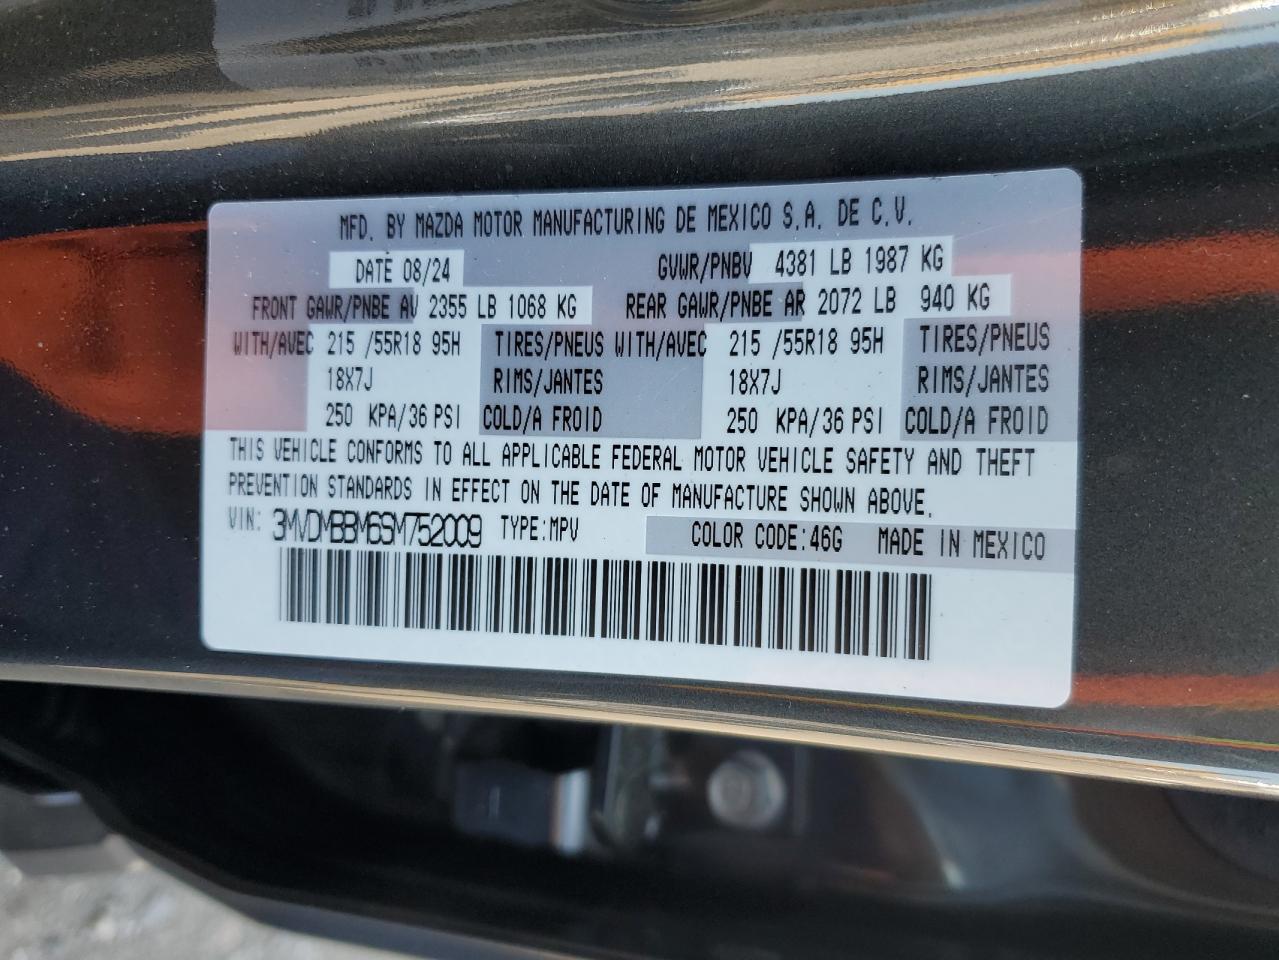 MFD. BY MAZDA MOTOR MANUFACTURING DE MEXICO S.A. DE C.V.
DATE 08/24 GVWR/PNBV 4381 LB 1987 KG
FRONT GAWR/PNBE AV 2355 LB 1068 KG REAR GAWR/PNBE AR 2072 LB 940 KG
WITH/AVEC 215 /55R18 95H TIRES/PNEUS WITH/AVEC 215 /55R18 95H TIRES/PNEUS
18X7J RIMS/JANTES 18X7J RIMS/JANTES
250 KPA/36 PSI COLD/A FROID 250 KPA/36 PSI COLD/A FROID
THIS VEHICLE CONFORMS TO ALL APPLICABLE FEDERAL MOTOR VEHICLE SAFETY AND THEFT
PREVENTION STANDARDS IN EFFECT ON THE DATE OF MANUFACTURE SHOWN ABOVE.
VIN: 3MVDMBBM6SM752009 TYPE:MPV COLOR CODE:46G MADE IN MEXICO